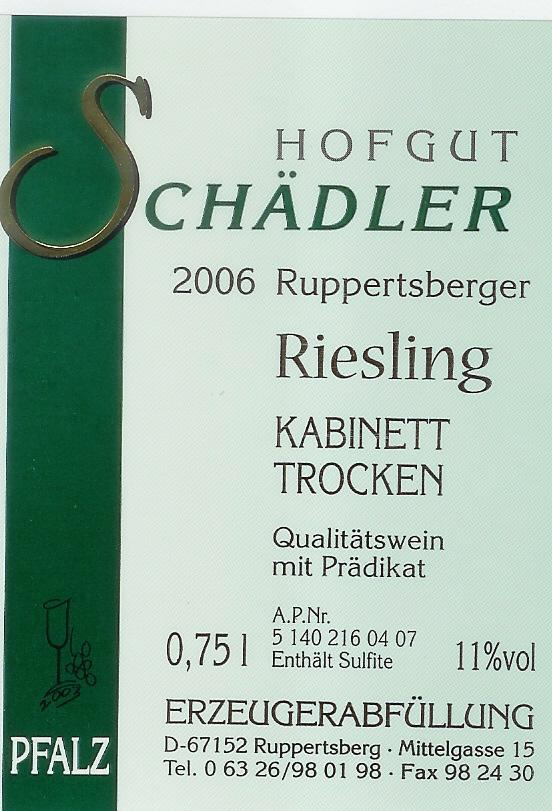 HOFGUT
SCHÄDLER
2006 Ruppertsberger
Riesling
KABINETT
TROCKEN
Qualitätswein
mit Prädikat
A.P.Nr.
5 140 216 04 07
0,75 l Enthält Sulfite 11%vol
ERZEUGERABFÜLLUNG
D-67152 Ruppertsberg · Mittelgasse 15
Tel. 0 63 26/98 01 98 · Fax 98 24 30
2003
PFALZ